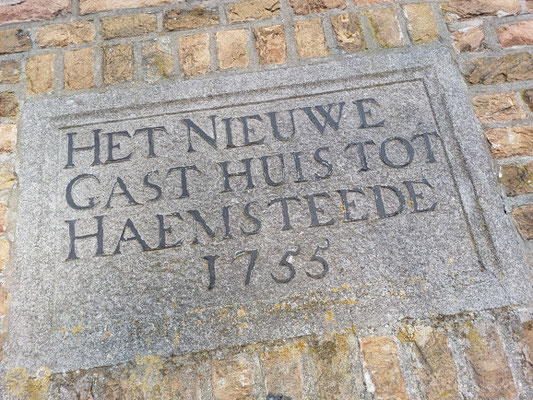 HET NIEUWE
GAST HUIS TOT
HAEMSTEEDE
1755